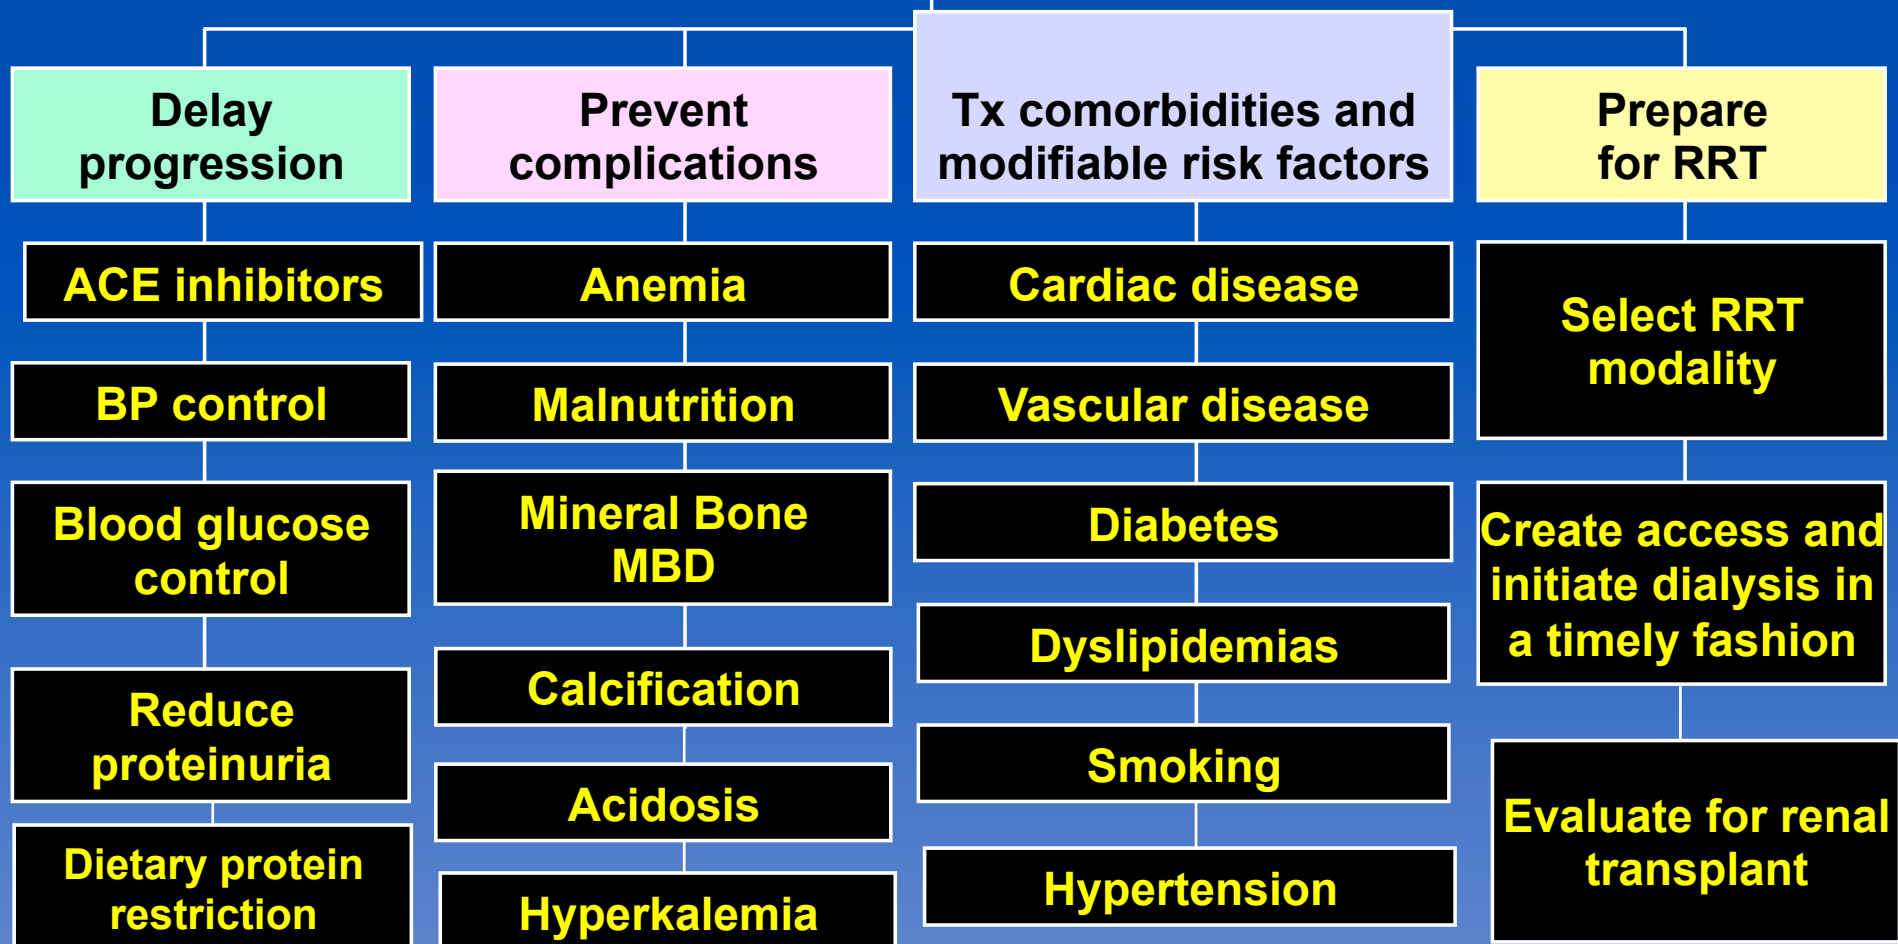 Delay
progression
ACE inhibitors
BP control
Blood glucose
control
Reduce
proteinuria
Dietary protein
restriction
Prevent
complications
Anemia
Malnutrition
Mineral Bone
MBD
Calcification
Acidosis
Hyperkalemia
Tx comorbidities and
modifiable risk factors
Cardiac disease
Vascular disease
Diabetes
Dyslipidemias
Smoking
Hypertension
Prepare
for RRT
Select RRT
modality
Create access and
initiate dialysis in
a timely fashion
Evaluate for renal
transplant